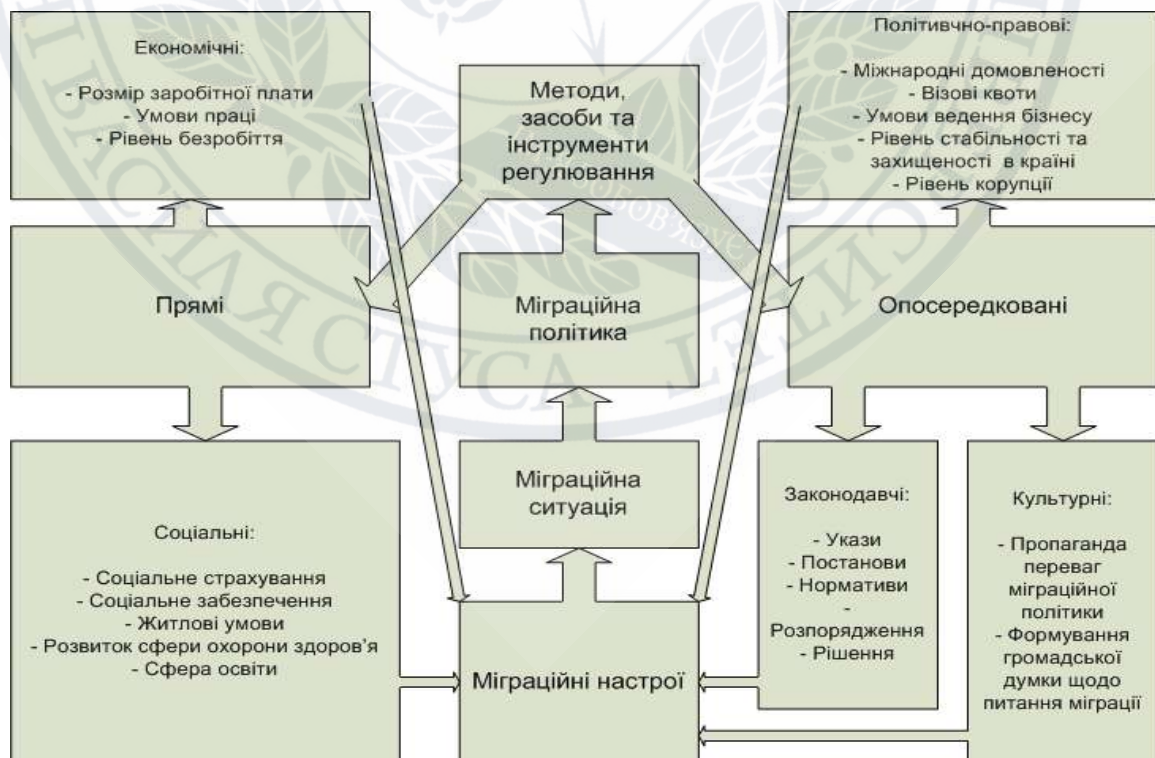 Економічні:
- Розмір заробітної плати
- Умови праці
- Рівень безробіття
Методи,
засоби та
інструменти
регулювання
Політивчно-правові:
- Міжнародні домовленості
- Візові квоти
- Умови ведення бізнесу
- Рівень стабільності та
захищеності в країні
- Рівень корупції
Прямі
Міграційна
політика
Опосередковані
Соціальні:
- Соціальне страхування
- Соціальне забезпечення
- Житлові умови
- Розвиток сфери охорони здоров’я
- Сфера освіти
Міграційна
ситуація
Міграційні настрої
Законодавчі:
- Укази
- Постанови
- Нормативи
-
Розпорядження
- Рішення
Культурні:
- Пропаганда
переваг
міграційної
політики
- Формування
громадської
думки щодо
питання міграції
СТУСА